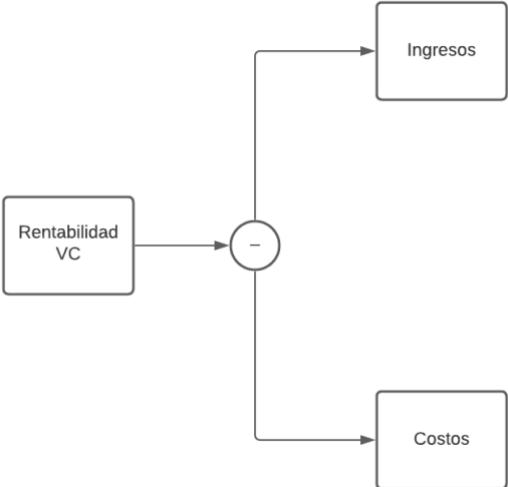 Ingresos
Rentabilidad
VC
–
Costos